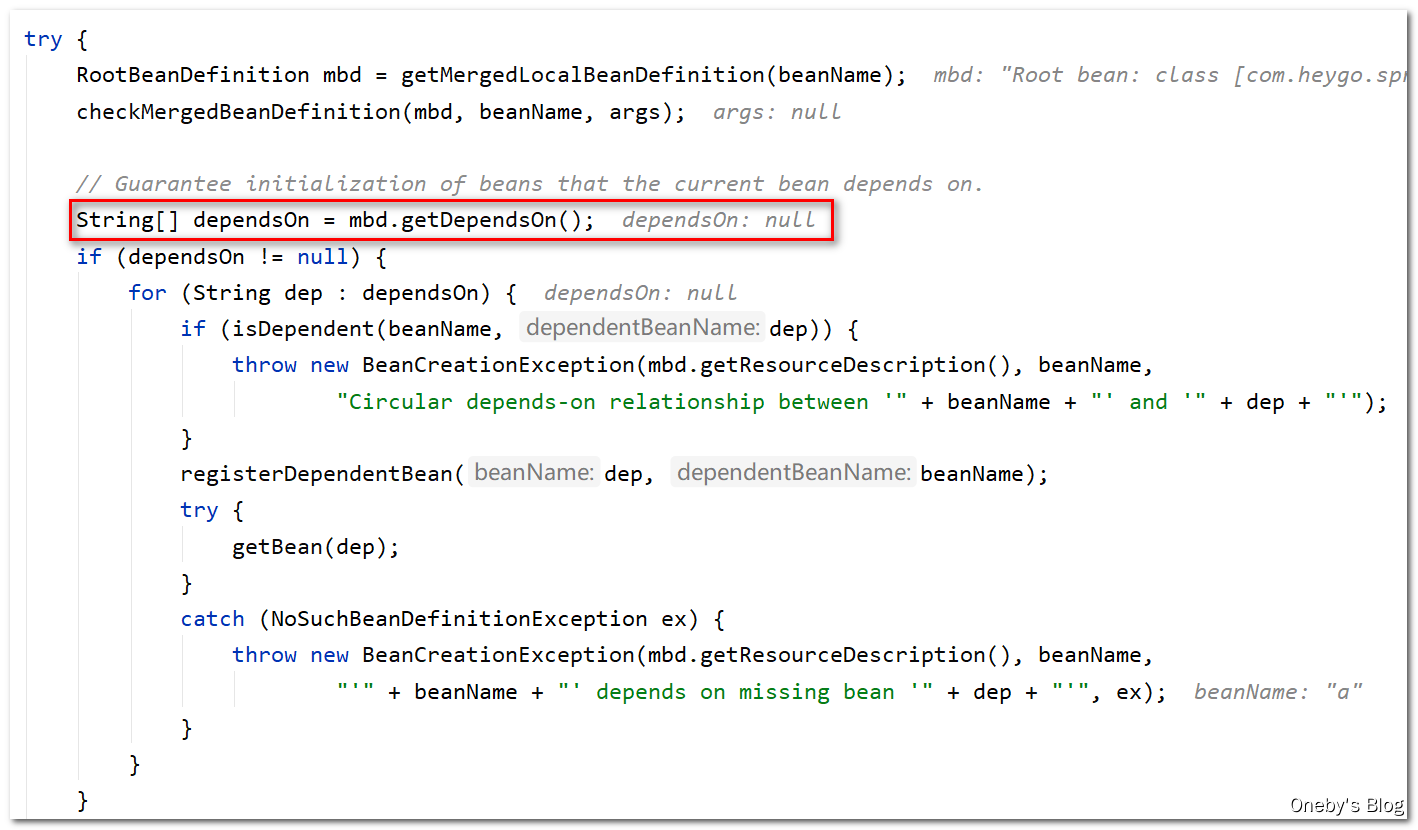 try {
RootBeanDefinition mbd = getMergedLocalBeanDefinition(beanName); mbd: "Root bean: class [com.heygo.spr
checkMergedBeanDefinition(mbd, beanName, args); args: null
// Guarantee initialization of beans that the current bean depends on.
String[] dependsOn = mbd.getDependsOn(); dependsOn: null
if (dependsOn != null) {
for (String dep : dependsOn) { dependsOn: null
if (isDependent(beanName, dependentBeanName: dep)) {
throw new BeanCreationException(mbd.getResourceDescription(), beanName,
"Circular depends-on relationship between '" + beanName + "' and '" + dep + "'");
}
registerDependentBean( beanName: dep, dependentBeanName: beanName);
try {
getBean(dep);
}
catch (NoSuchBeanDefinitionException ex) {
throw new BeanCreationException(mbd.getResourceDescription(), beanName,
"'" + beanName + "' depends on missing bean '" + dep + "'", ex); beanName: "a"
}
}
}
Oneby's Blog